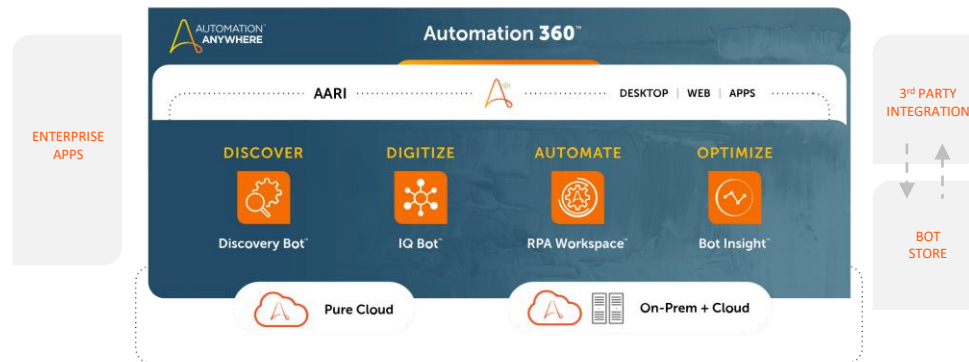 AUTOMATION™
ANYWHERE
Automation 360™
AARI
DESKTOP | WEB | APPS
ENTERPRISE
APPS
3rd PARTY
INTEGRATION
DISCOVER
DIGITIZE
AUTOMATE
OPTIMIZE
Discovery Bot™
IQ Bot™
RPA Workspace™
Bot Insight™
BOT
STORE
Pure Cloud
On-Prem + Cloud